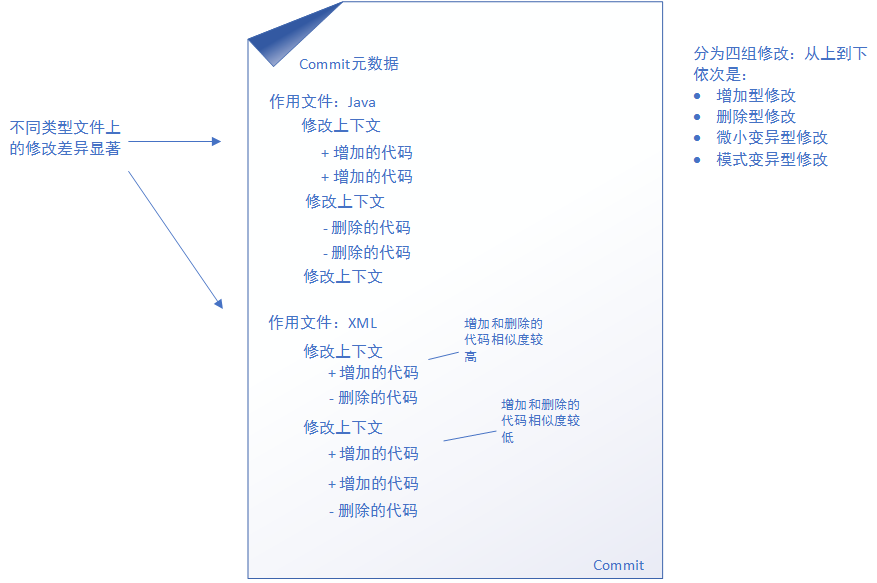 Commit元数据
作用文件：Java
修改上下文
+ 增加的代码
+ 增加的代码
修改上下文
- 删除的代码
- 删除的代码
修改上下文
作用文件：XML
修改上下文
+ 增加的代码
- 删除的代码
修改上下文
+ 增加的代码
+ 增加的代码
- 删除的代码
Commit
不同类型文件上
的修改差异显著
增加和删除的
代码相似度较
高
增加和删除的
代码相似度较
低
分为四组修改：从上到下
依次是：
• 增加型修改
• 删除型修改
• 微小变异型修改
• 模式变异型修改